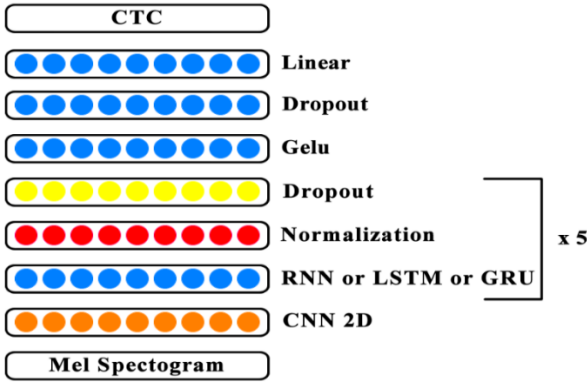 CTC
Linear
Dropout
Gelu
Dropout
Normalization
x 5
RNN or LSTM or GRU
CNN 2D
Mel Spectogram